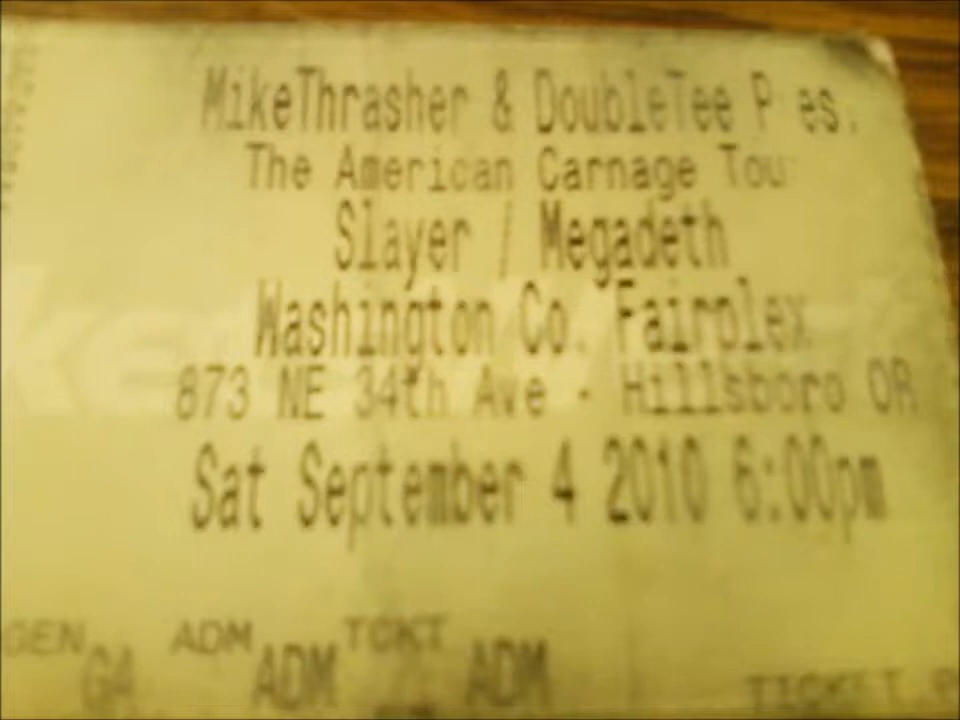 MikeThrasher & DoubleTee P es.
The American Carnage Tou
Slayer / Megadeth
Washington Co. Fairplex
873 NE 34th Ave - Hillsboro OR
Sat September 4 2010 6:00pm
GEN ADM TCKT
GA ADM ADM
TICKET.P